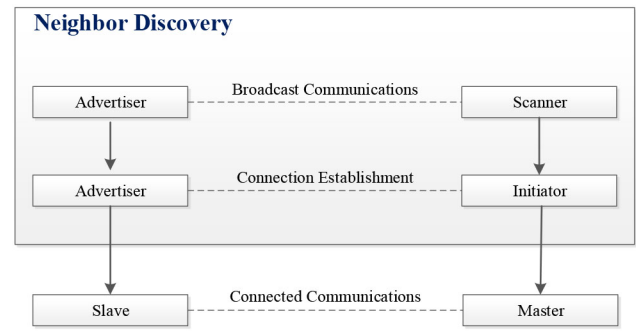 Neighbor Discovery
Advertiser
Broadcast Communications
Scanner
Advertiser
Connection Establishment
Initiator
Slave
Connected Communications
Master